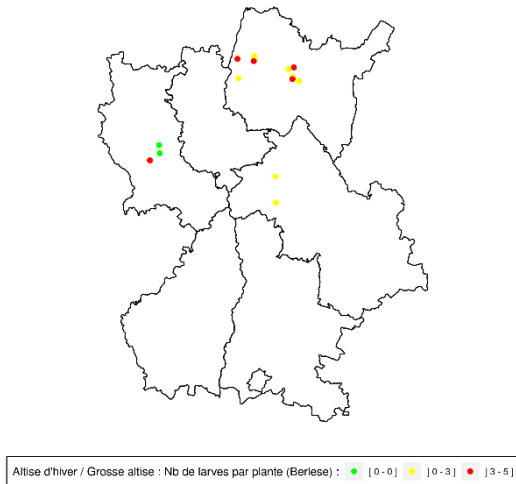 Altise d'hiver / Grosse altise : Nb de larves par plante (Berlese) : [ 0 - 0 ] ] 0 - 3 ] ] 3 - 5 ]